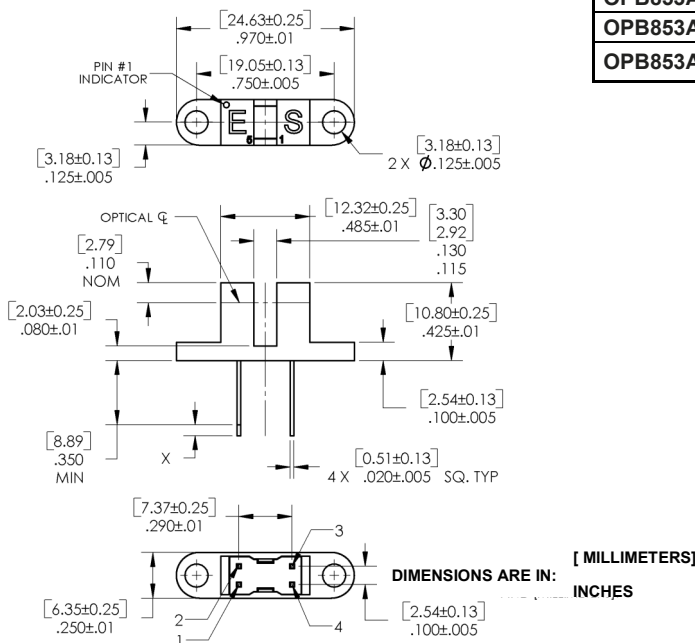 [24.63±0.25]
.970±.01
OPB853A
OPB853A
OPB853A
PIN #1
INDICATOR
[19.05±0.13]
.750±.005
E S
6 1
[3.18±0.13]
.125±.005
[3.18±0.13]
2 X Ø.125±.005
OPTICAL ℄
[12.32±0.25]
.485±.01
[3.30
2.92]
.130
.115
[2.79]
.110
NOM
[2.03±0.25]
.080±.01
[10.80±0.25]
.425±.01
[2.54±0.13]
.100±.005
[8.89]
.350
MIN
X
[0.51±0.13]
4 X .020±.005 SQ. TYP
[7.37±0.25]
.290±.01
3
[ MILLIMETERS]
DIMENSIONS ARE IN:
INCHES
[6.35±0.25]
.250±.01
2
1
4
[2.54±0.13]
.100±.005